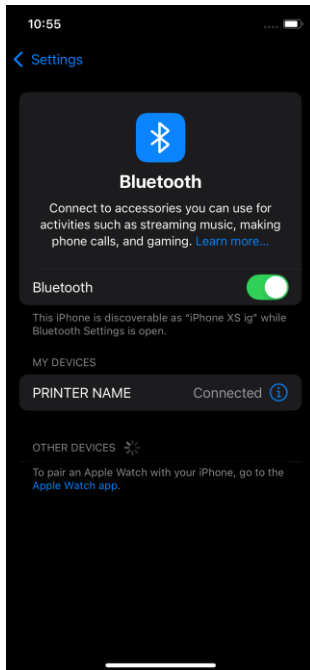 10:55
Settings
Bluetooth
Connect to accessories you can use for
activities such as streaming music, making
phone calls, and gaming. Learn more...
Bluetooth
This iPhone is discoverable as "iPhone XS ig" while
Bluetooth Settings is open.
MY DEVICES
PRINTER NAME Connected
OTHER DEVICES
To pair an Apple Watch with your iPhone, go to the
Apple Watch app.